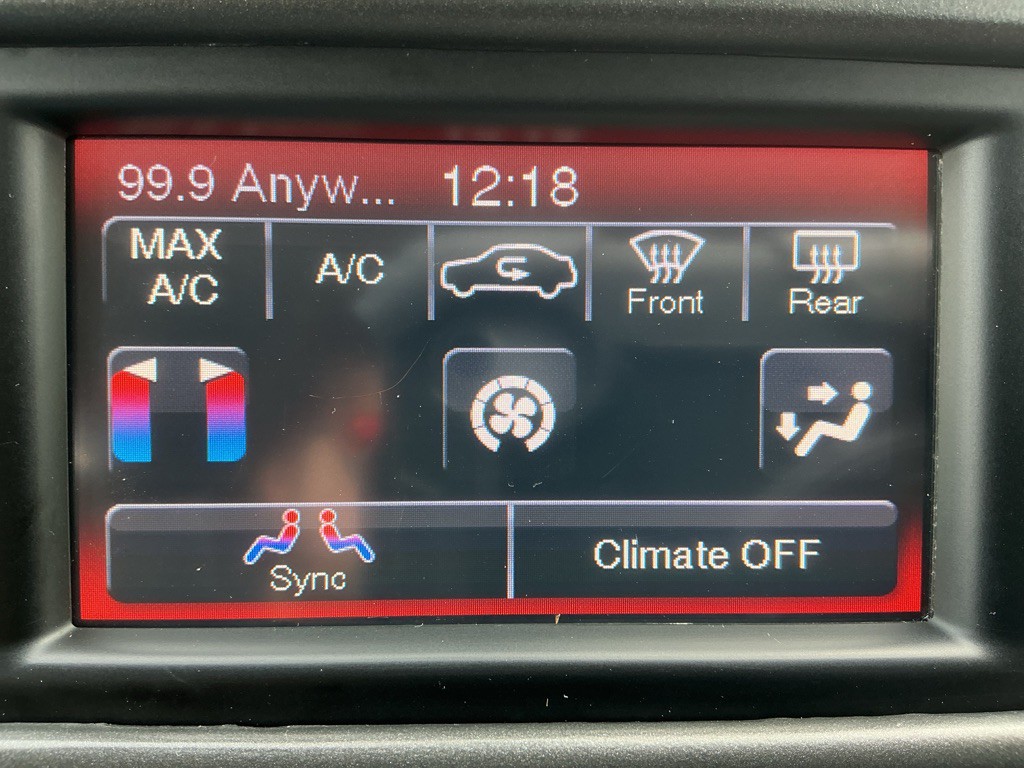 99.9 Anyw... 12:18
MAX
A/C
A/C
Front
Rear
Sync
Climate OFF